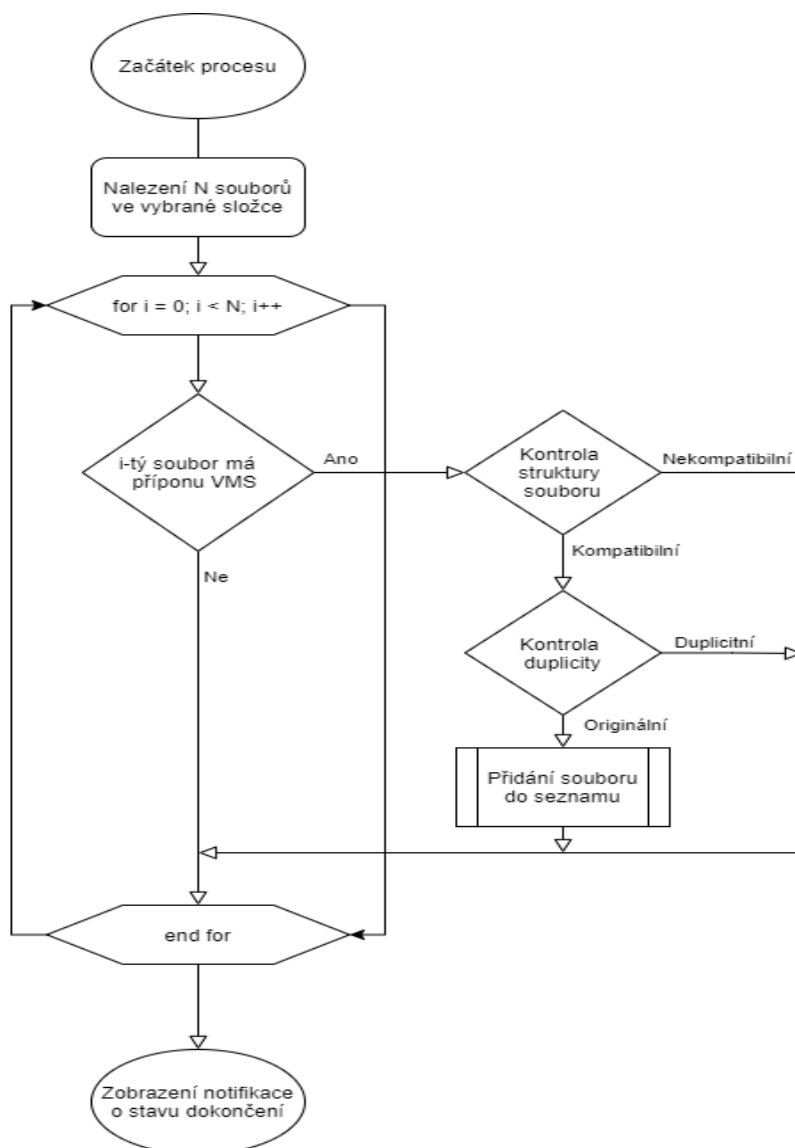 Začátek procesu
Nalezení N souborů
ve vybrané složce
for i = 0; i < N; i++
i-tý soubor má
příponu VMS
Ano
Kontrola
struktury
souboru
Nekompatibilní
Kompatibilní
Ne
Kontrola
duplicity
Duplicitní
Originální
Přidání souboru
do seznamu
end for
Zobrazení notifikace
o stavu dokončení